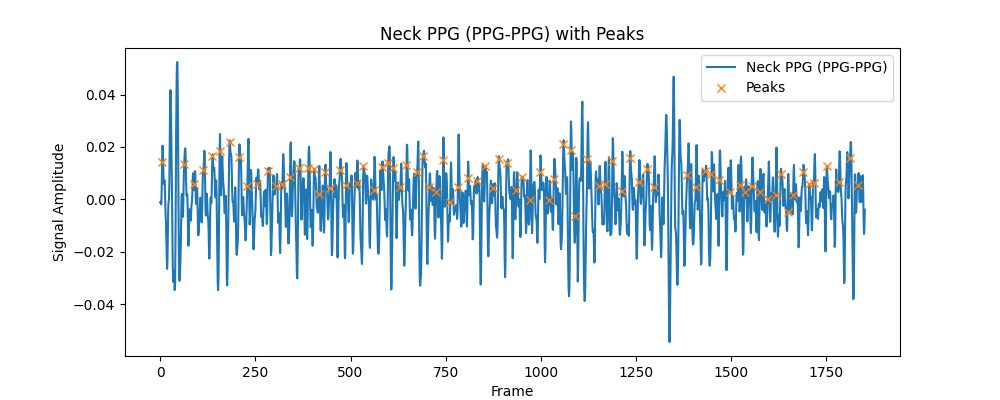 Neck PPG (PPG-PPG) with Peaks
Neck PPG (PPG-PPG)
Peaks
Signal Amplitude
0.04
0.02
0.00
−0.02
−0.04
0 250 500 750 1000 1250 1500 1750
Frame